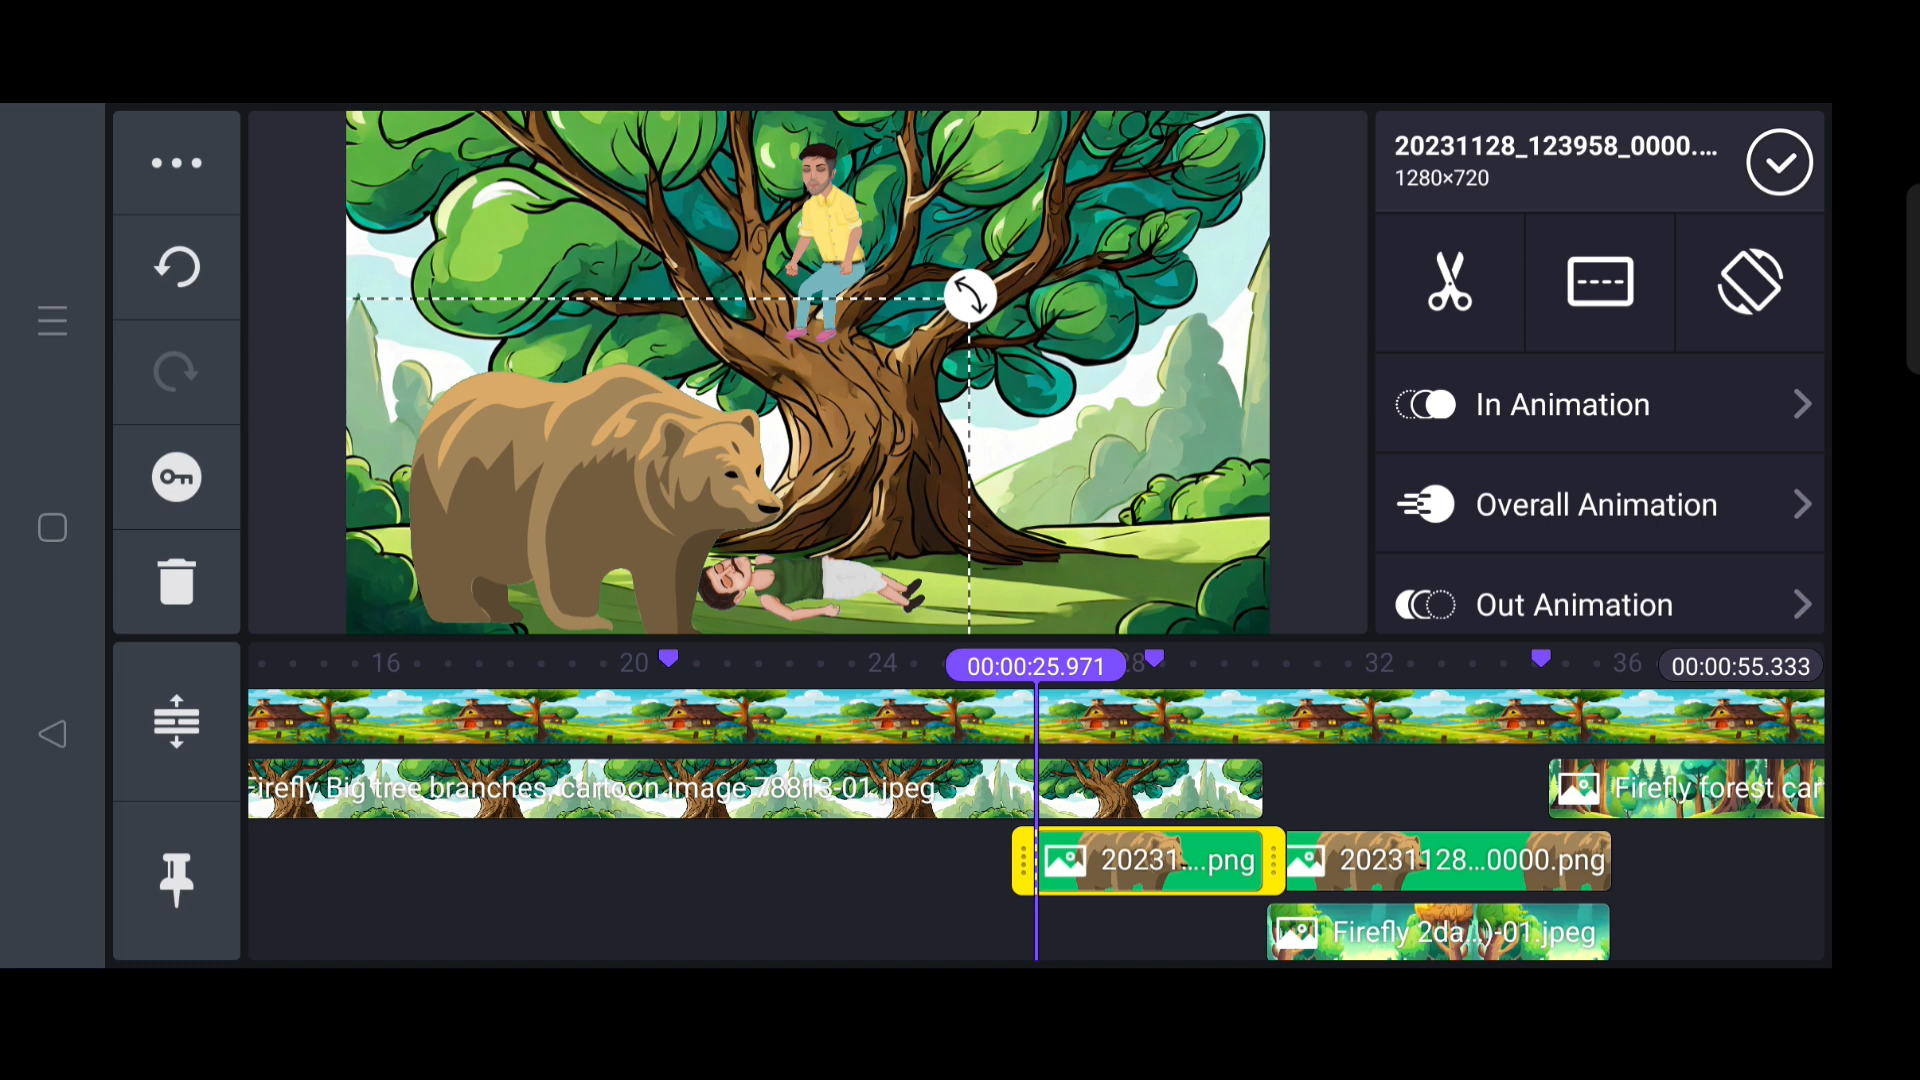 20231128_123958_0000....
1280×720
In Animation
Overall Animation
Out Animation
16
20
24
00:00:25.971
32
36
00:00:55.333
Firefly Big tree branches, cartoon image 78813-01.jpeg
Firefly forest car
20231....png
20231128...0000.png
Firefly 2da...)-01.jpeg